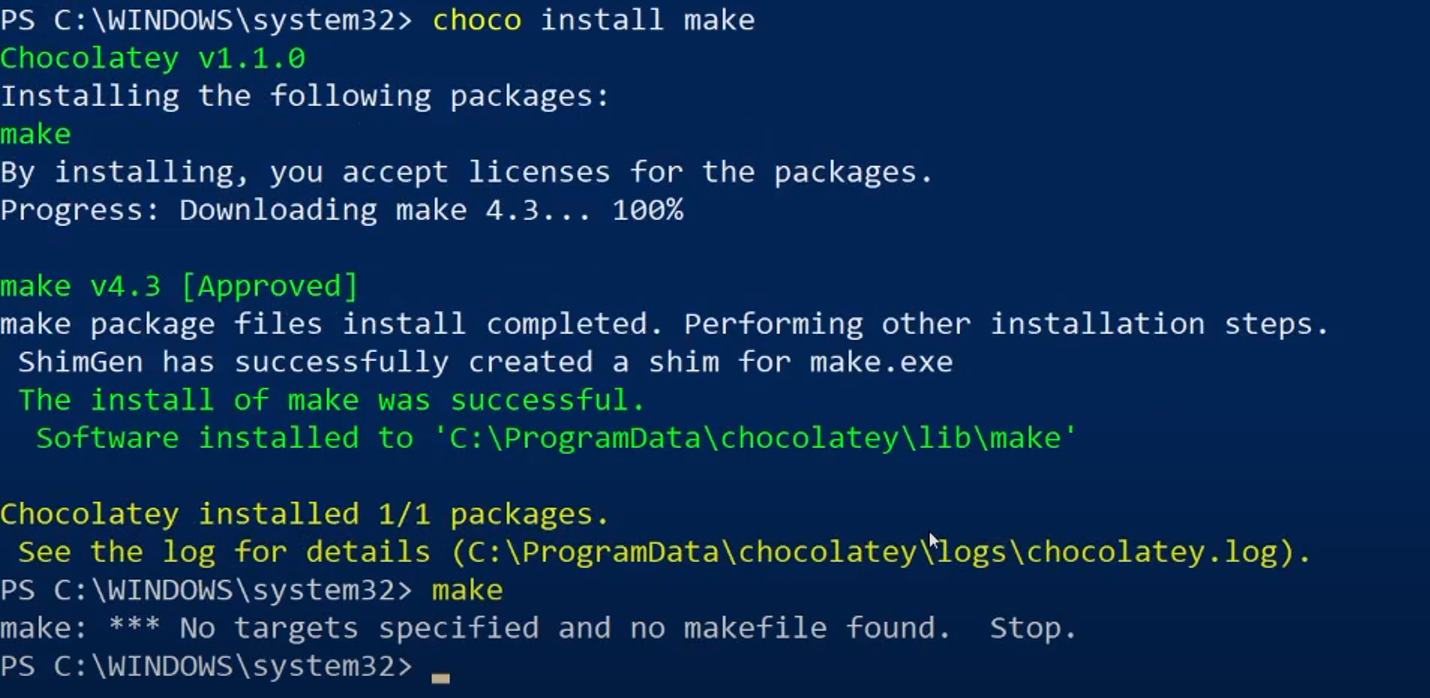 PS C:\WINDOWS\system32> choco install make
Chocolatey v1.1.0
Installing the following packages:
make
By installing, you accept licenses for the packages.
Progress: Downloading make 4.3... 100%
make v4.3 [Approved]
make package files install completed. Performing other installation steps.
 ShimGen has successfully created a shim for make.exe
 The install of make was successful.
  Software installed to 'C:\ProgramData\chocolatey\lib\make'
Chocolatey installed 1/1 packages.
 See the log for details (C:\ProgramData\chocolatey\logs\chocolatey.log).
PS C:\WINDOWS\system32> make
make: *** No targets specified and no makefile found.  Stop.
PS C:\WINDOWS\system32>